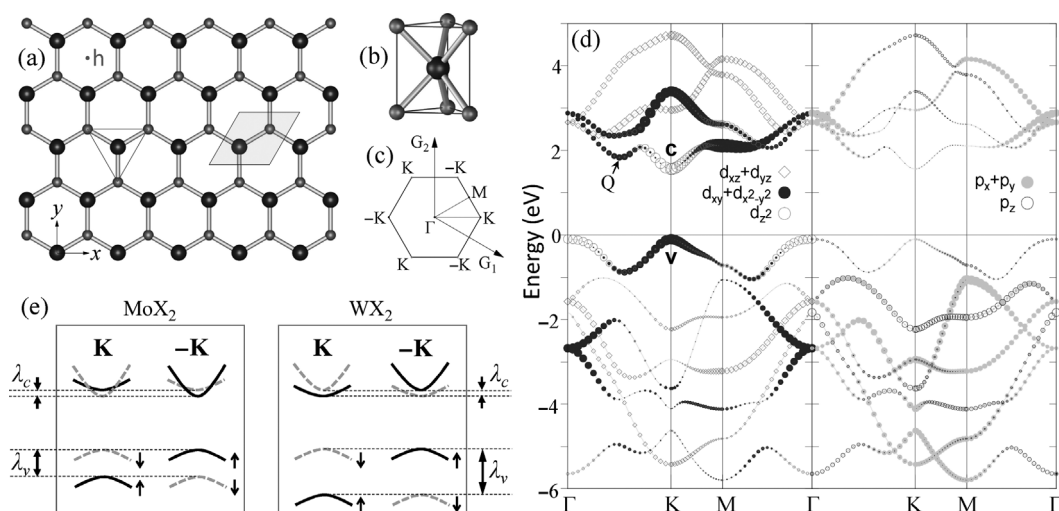 (a)
h
y
x
(b)
(c)
G2
K
−K
M
−K
Γ
K
K
−K
G1
(e)
MoX2
WX2
K
−K
K
−K
λc
λc
λv
λv
(d)
Energy (eV)
4
2
0
−2
−4
−6
c
Q
v
dxz+dyz
dxy+dx²-y²
dz²
px+py
pz
Γ
K
M
Γ
K
M
Γ